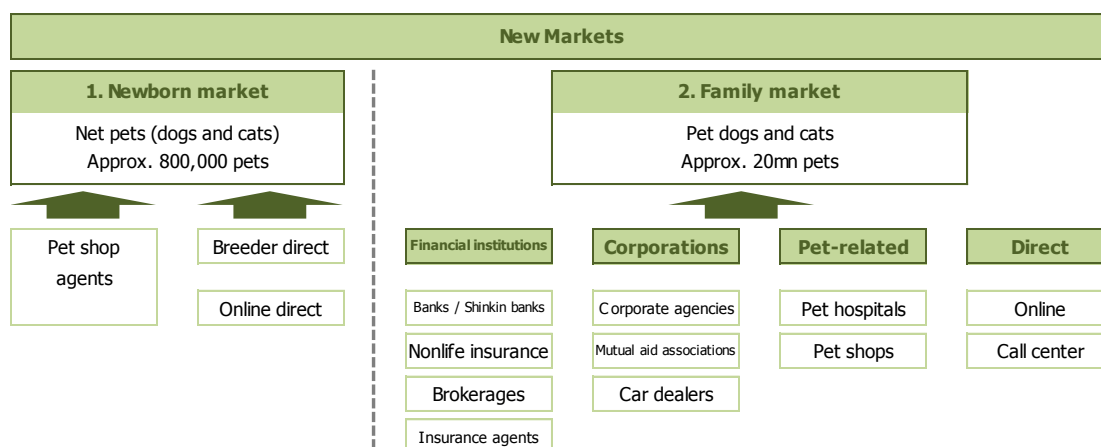 New Markets
1. Newborn market
Net pets (dogs and cats)
Approx. 800,000 pets
2. Family market
Pet dogs and cats
Approx. 20mn pets
Pet shop
agents
Breeder direct
Online direct
Financial institutions
Banks / Shinkin banks
Nonlife insurance
Brokerages
Insurance agents
Corporations
Corporate agencies
Mutual aid associations
Car dealers
Pet-related
Pet hospitals
Pet shops
Direct
Online
Call center